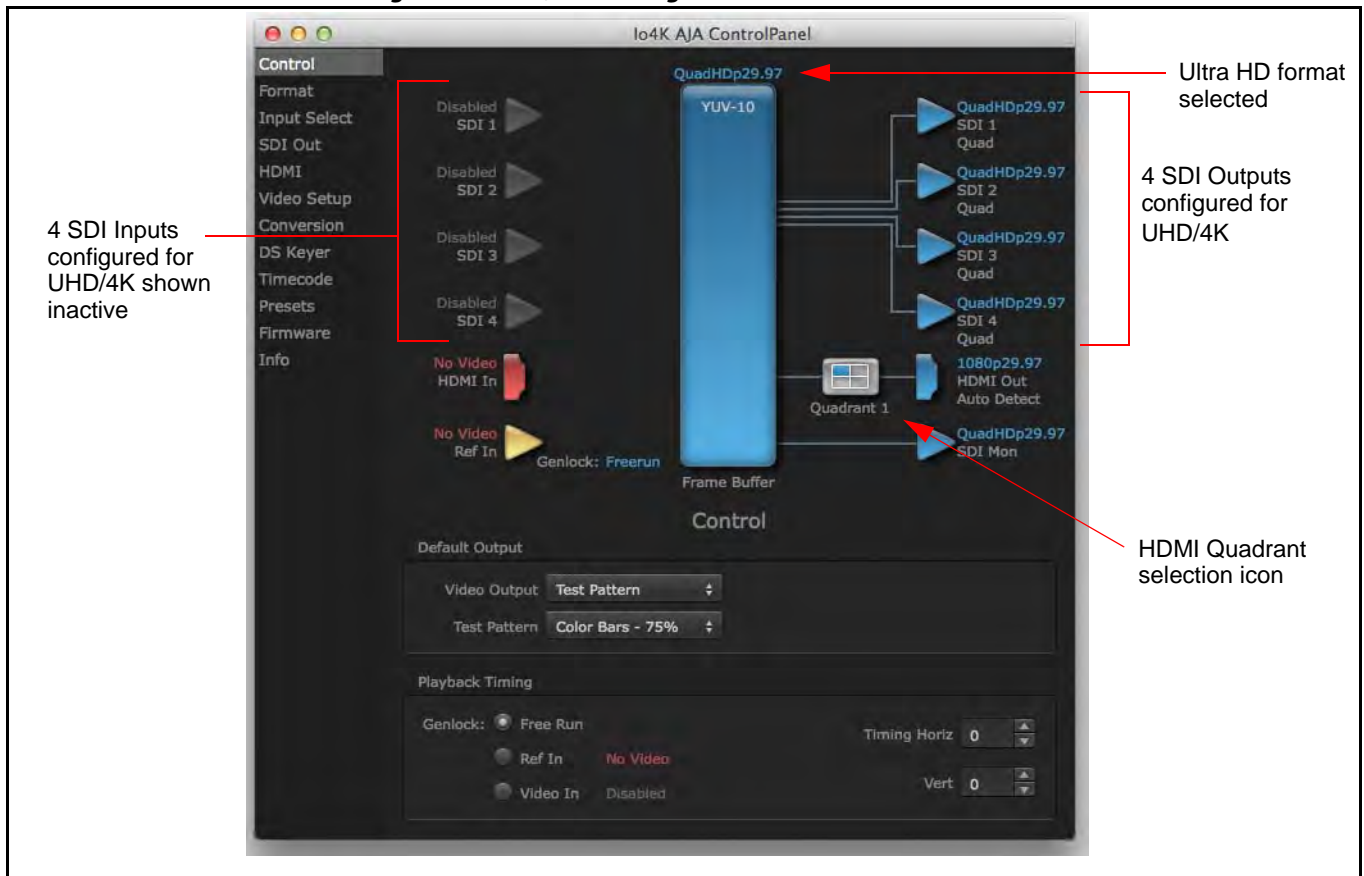 Io4K AJA ControlPanel
Control
Format
Input Select
SDI Out
HDMI
Video Setup
Conversion
DS Keyer
Timecode
Presets
Firmware
Info
4 SDI Inputs
configured for
UHD/4K shown
inactive
Disabled
SDI 1
Disabled
SDI 2
Disabled
SDI 3
Disabled
SDI 4
No Video
HDMI In
No Video
Ref In
Genlock: Freerun
QuadHDp29.97
YUV-10
Frame Buffer
QuadHDp29.97
SDI 1
Quad
QuadHDp29.97
SDI 2
Quad
QuadHDp29.97
SDI 3
Quad
QuadHDp29.97
SDI 4
Quad
Quadrant 1
1080p29.97
HDMI Out
Auto Detect
QuadHDp29.97
SDI Mon
Ultra HD format
selected
4 SDI Outputs
configured for
UHD/4K
HDMI Quadrant
selection icon
Control
Default Output
Video Output Test Pattern
Test Pattern Color Bars - 75%
Playback Timing
Genlock: Free Run
Ref In No Video
Video In Disabled
Timing Horiz 0
Vert 0